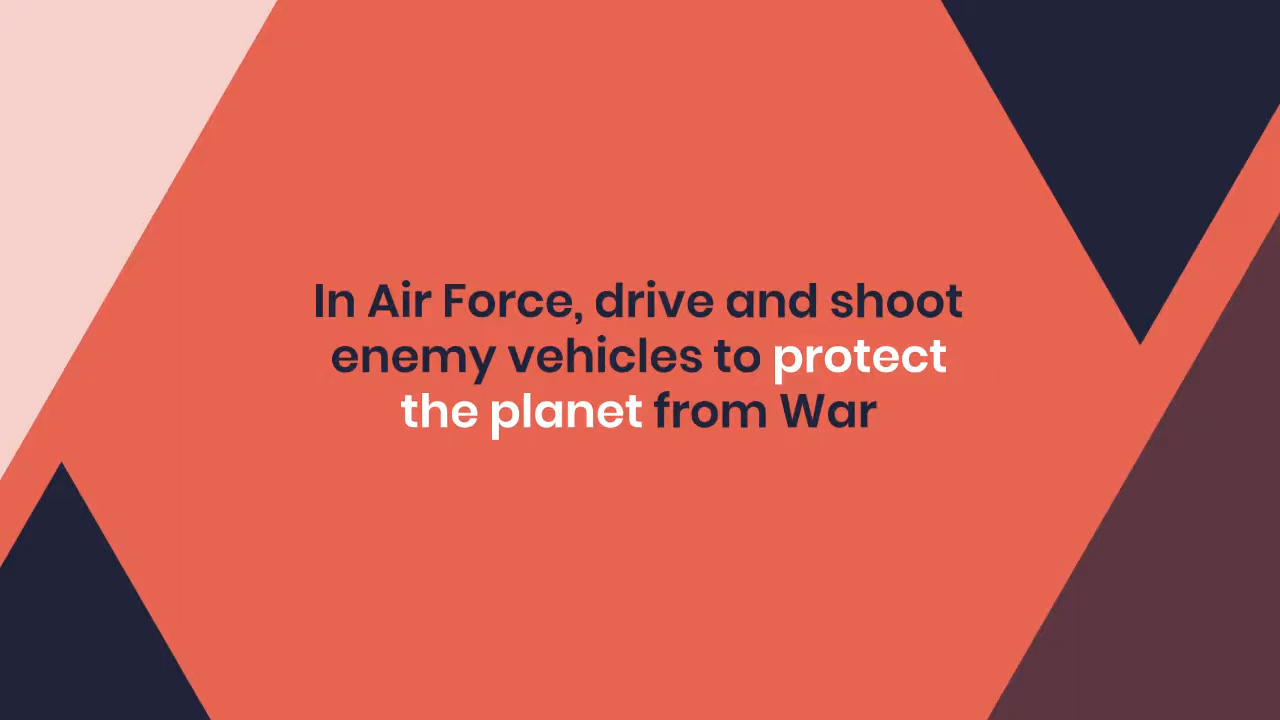 In Air Force, drive and shoot
enemy vehicles to protect
the planet from War